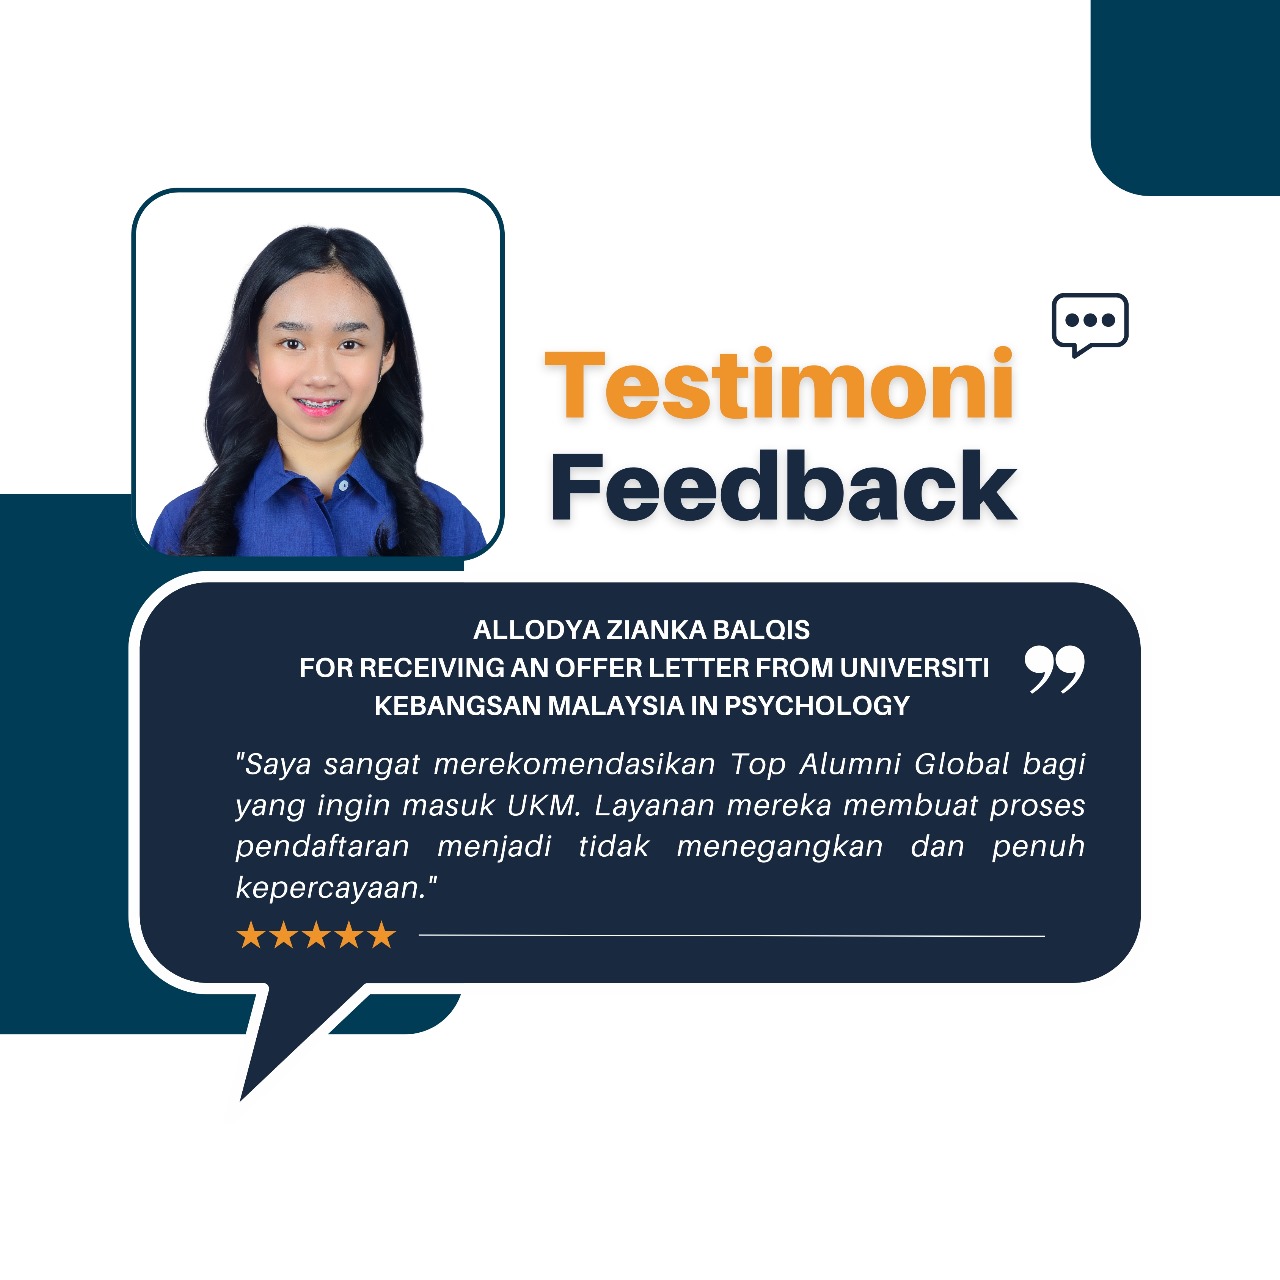 Testimoni
Feedback
ALLODYA ZIANKA BALQIS
FOR RECEIVING AN OFFER LETTER FROM UNIVERSITI
KEBANGSAN MALAYSIA IN PSYCHOLOGY
"Saya sangat merekomendasikan Top Alumni Global bagi
yang ingin masuk UKM. Layanan mereka membuat proses
pendaftaran menjadi tidak menegangkan dan penuh
kepercayaan."